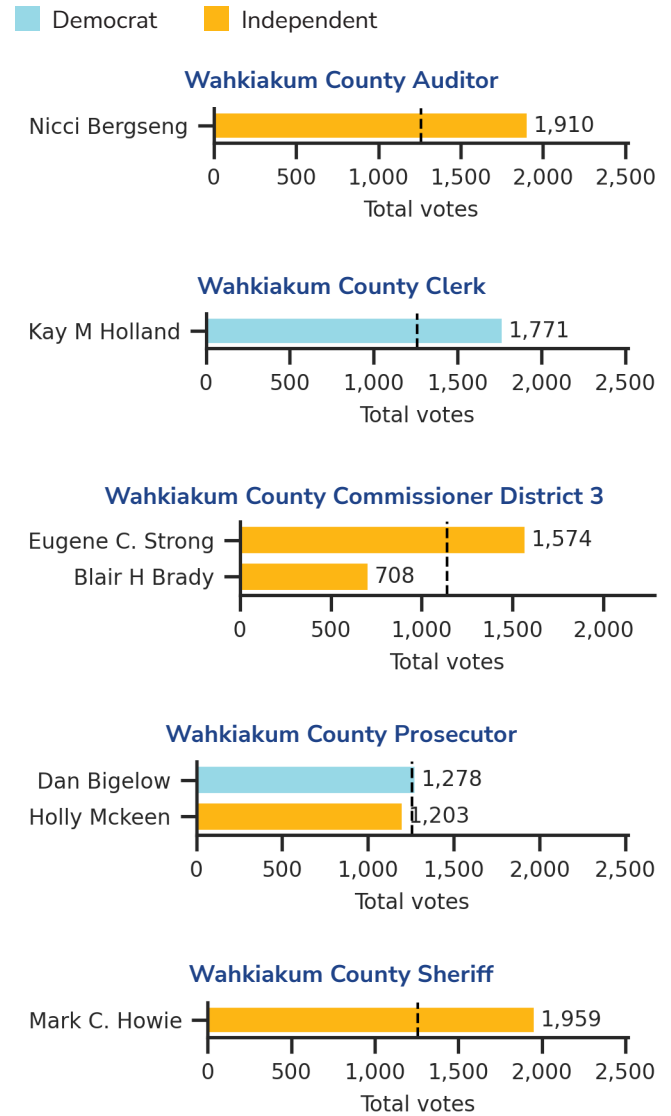 Democrat Independent
Wahkiakum County Auditor
Nicci Bergseng 1,910
0 500 1,000 1,500 2,000 2,500
Total votes
Wahkiakum County Clerk
Kay M Holland 1,771
0 500 1,000 1,500 2,000 2,500
Total votes
Wahkiakum County Commissioner District 3
Eugene C. Strong 1,574
Blair H Brady 708
0 500 1,000 1,500 2,000
Total votes
Wahkiakum County Prosecutor
Dan Bigelow 1,278
Holly Mckeen 1,203
0 500 1,000 1,500 2,000 2,500
Total votes
Wahkiakum County Sheriff
Mark C. Howie 1,959
0 500 1,000 1,500 2,000 2,500
Total votes